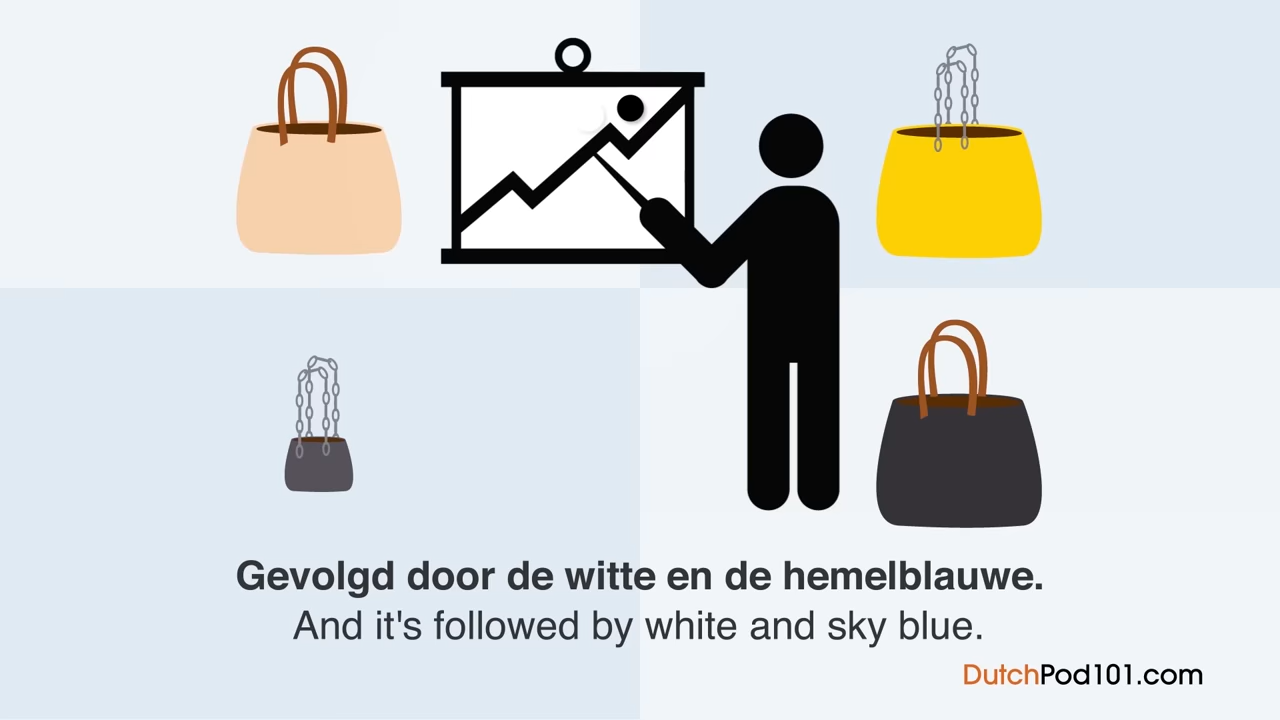 Gevolgd door de witte en de hemelblauwe.
And it's followed by white and sky blue.
DutchPod101.com